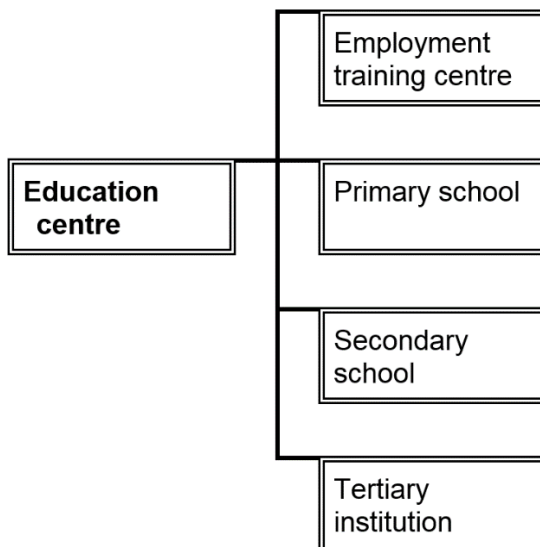 Employment
training centre
Education
centre
Primary school
Secondary
school
Tertiary
institution